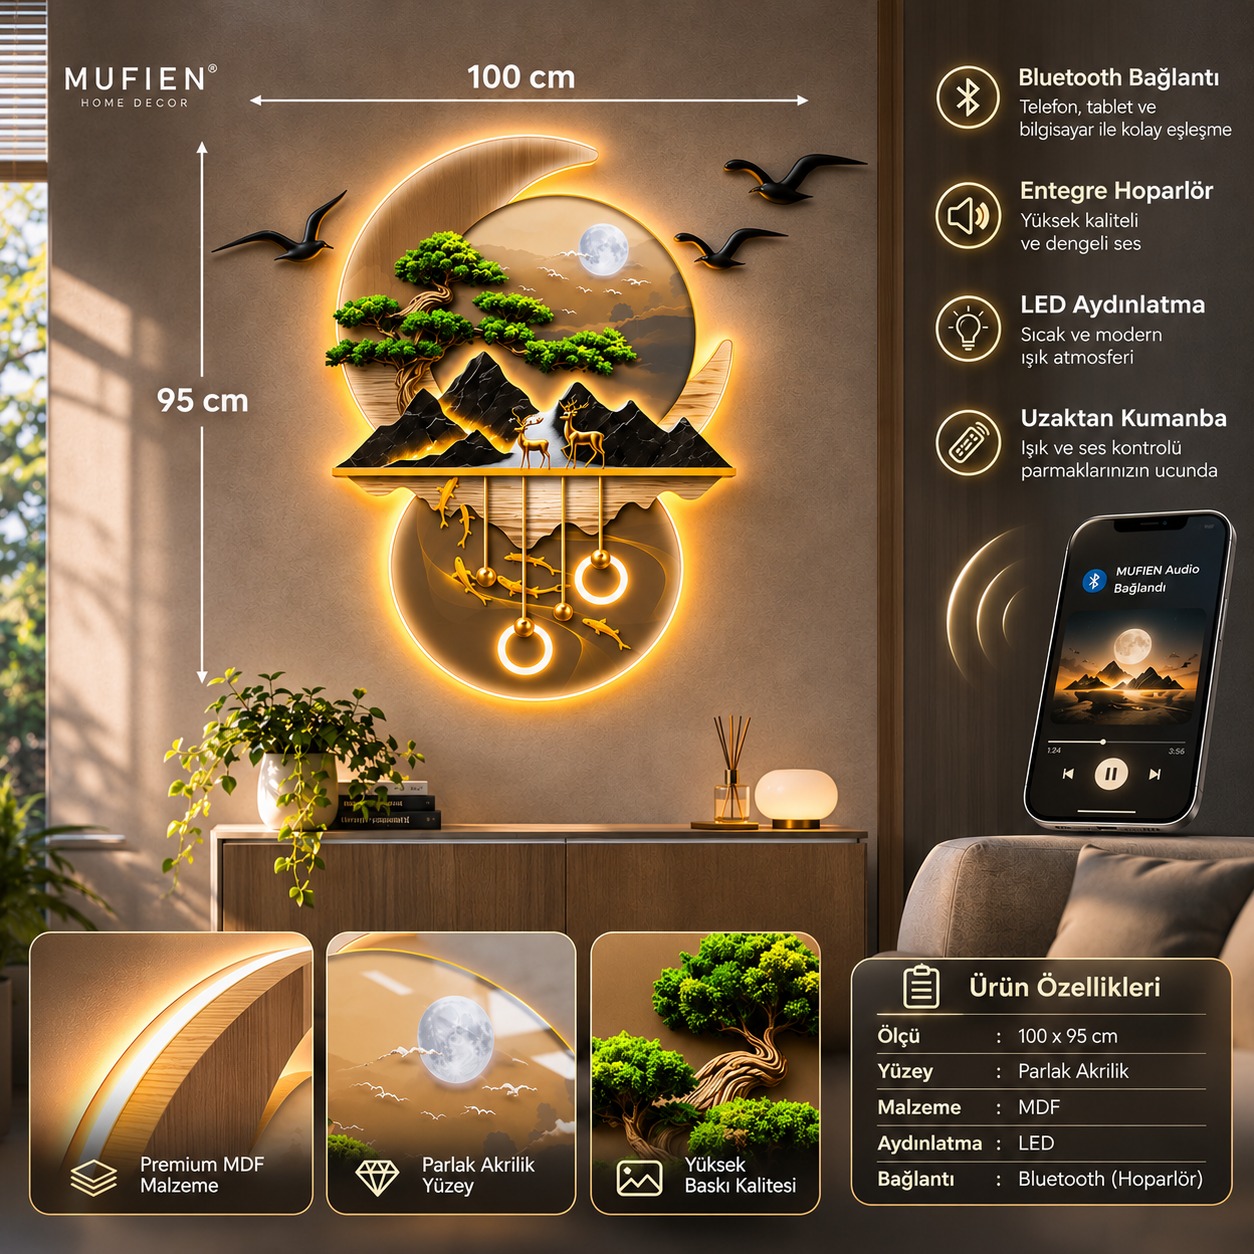 MUFIEN®
HOME DECOR
100 cm
95 cm
Bluetooth Bağlantı
Telefon, tablet ve
bilgisayar ile kolay eşleşme
Entegre Hoparlör
Yüksek kaliteli
ve dengeli ses
LED Aydınlatma
Sıcak ve modern
ışık atmosferi
Uzaktan Kumanba
Işık ve ses kontrolü
parmaklarınızın ucunda
MUFIEN Audio
Bağlandı
1:24
3:56
Premium MDF
Malzeme
Parlak Akrilik
Yüzey
Yüksek
Baskı Kalitesi
Ürün Özellikleri
Ölçü : 100 x 95 cm
Yüzey : Parlak Akrilik
Malzeme : MDF
Aydınlatma : LED
Bağlantı : Bluetooth (Hoparlör)